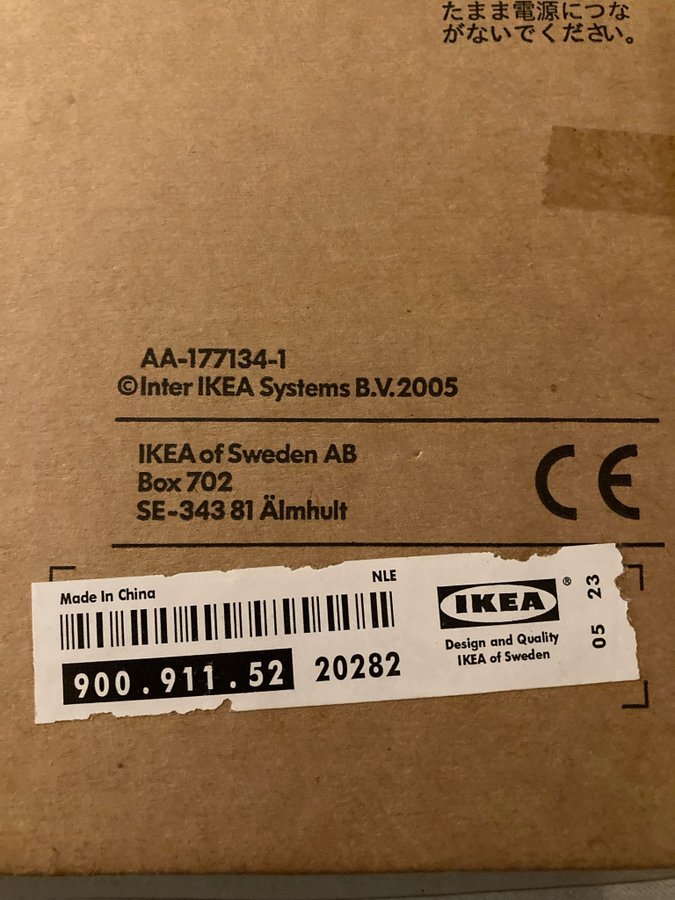 たまま電源につな
がないでください。
AA-177134-1
©Inter IKEA Systems B.V.2005
IKEA of Sweden AB
Box 702
SE-343 81 Älmhult
CE
Made In China
NLE
900.911.52
20282
IKEA®
Design and Quality
IKEA of Sweden
05 23